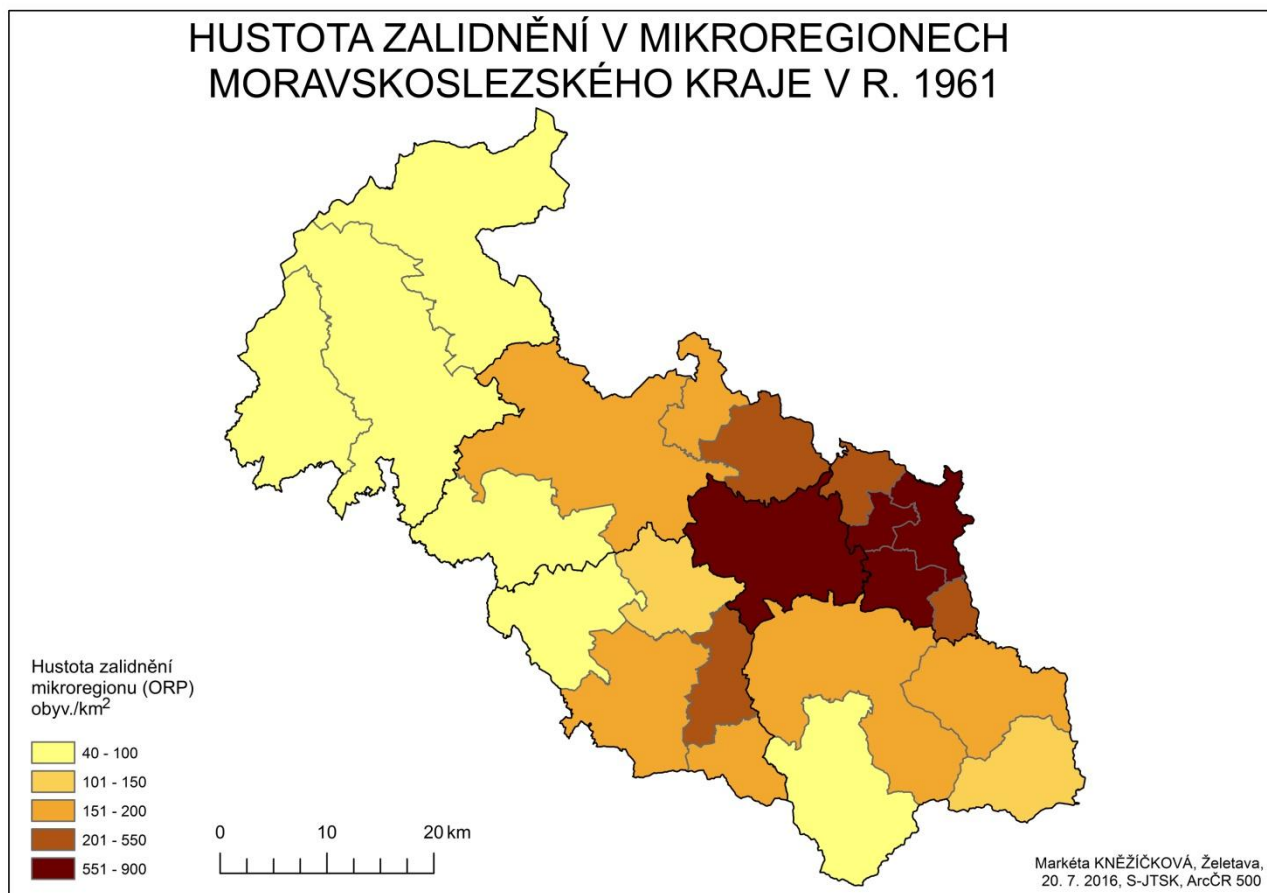 HUSTOTA ZALIDNĚNÍ V MIKROREGIONECH
MORAVSKOSLEZSKÉHO KRAJE V R. 1961
Hustota zalidnění
mikroregionu (ORP)
obyv./km²
40 - 100
101 - 150
151 - 200
201 - 550
551 - 900
0 10 20 km
Markéta KNĚŽÍČKOVÁ, Želetava,
20. 7. 2016, S-JTSK, ArcČR 500